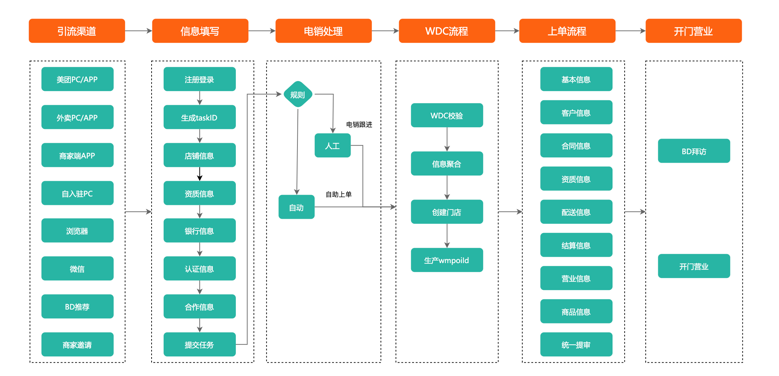 引流渠道
信息填写
电销处理
WDC流程
上单流程
开门营业
美团PC/APP
外卖PC/APP
商家端APP
自入驻PC
浏览器
微信
BD推荐
商家邀请
注册登录
生成taskID
店铺信息
资质信息
银行信息
认证信息
合作信息
提交任务
规则
电销跟进
人工
自助上单
自动
WDC校验
信息聚合
创建门店
生产wmpoiId
基本信息
客户信息
合同信息
资质信息
配送信息
结算信息
营业信息
商品信息
统一提审
BD拜访
开门营业